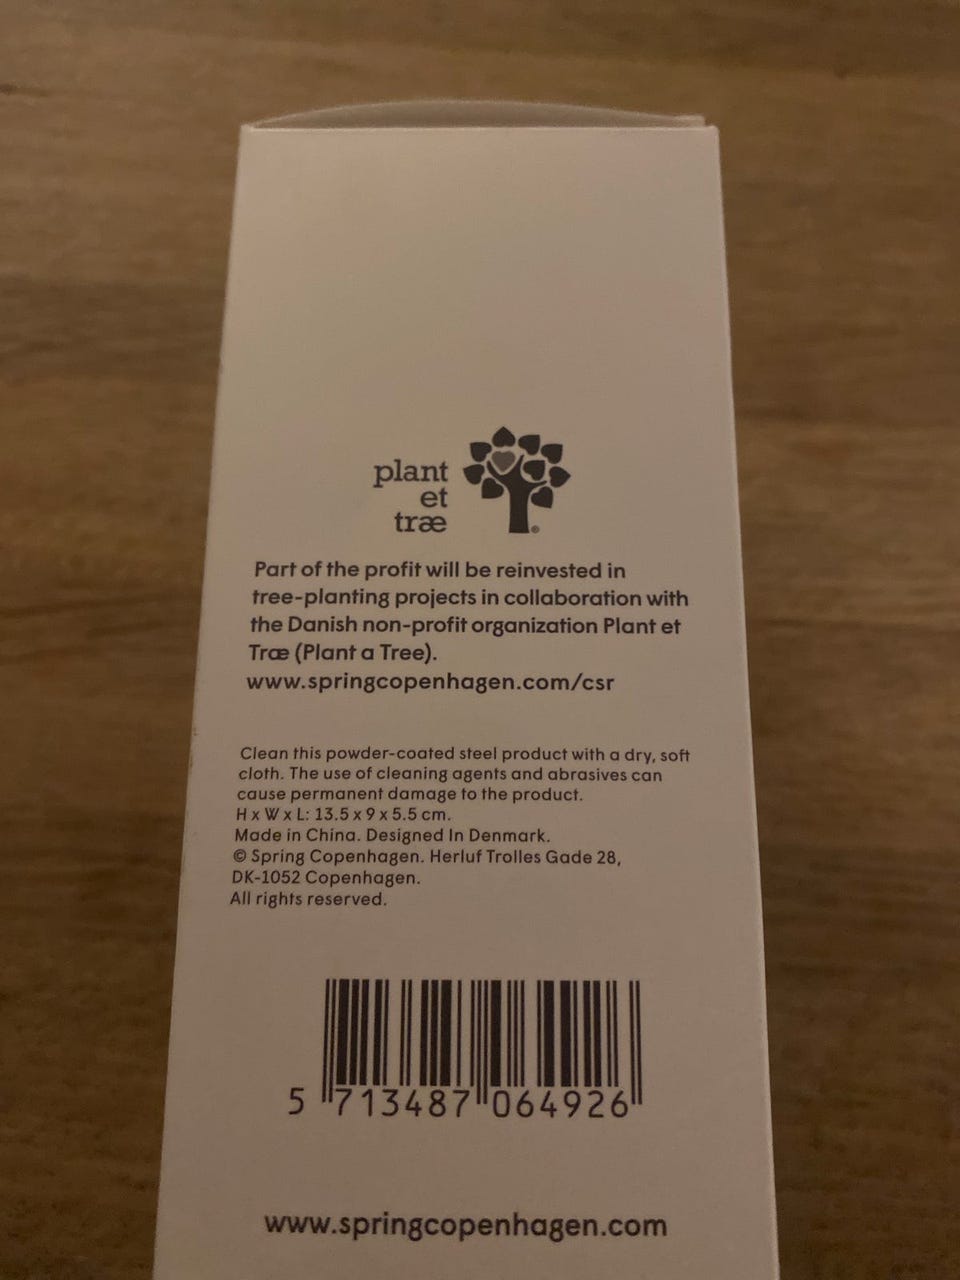 plant
et
træ
®
Part of the profit will be reinvested in
tree-planting projects in collaboration with
the Danish non-profit organization Plant et
Træ (Plant a Tree).
www.springcopenhagen.com/csr
Clean this powder-coated steel product with a dry, soft
cloth. The use of cleaning agents and abrasives can
cause permanent damage to the product.
H x W x L: 13.5 x 9 x 5.5 cm.
Made in China. Designed In Denmark.
© Spring Copenhagen. Herluf Trolles Gade 28,
DK-1052 Copenhagen.
All rights reserved.
5 713487 064926
www.springcopenhagen.com